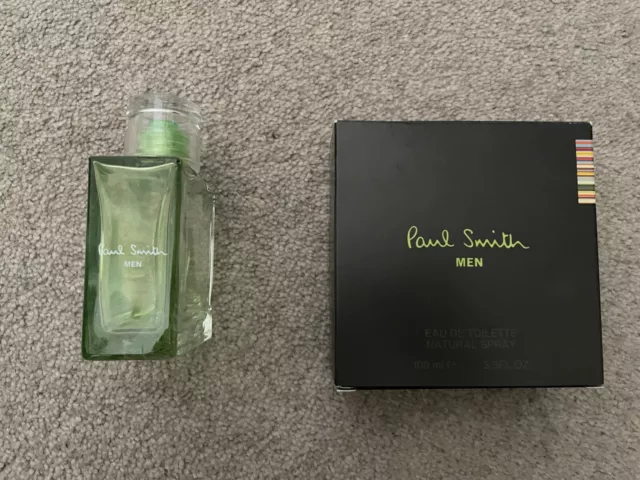 Paul Smith
MEN
Paul Smith
MEN
EAU DE TOILETTE
NATURAL SPRAY
100 ml e 3.3 FL.OZ